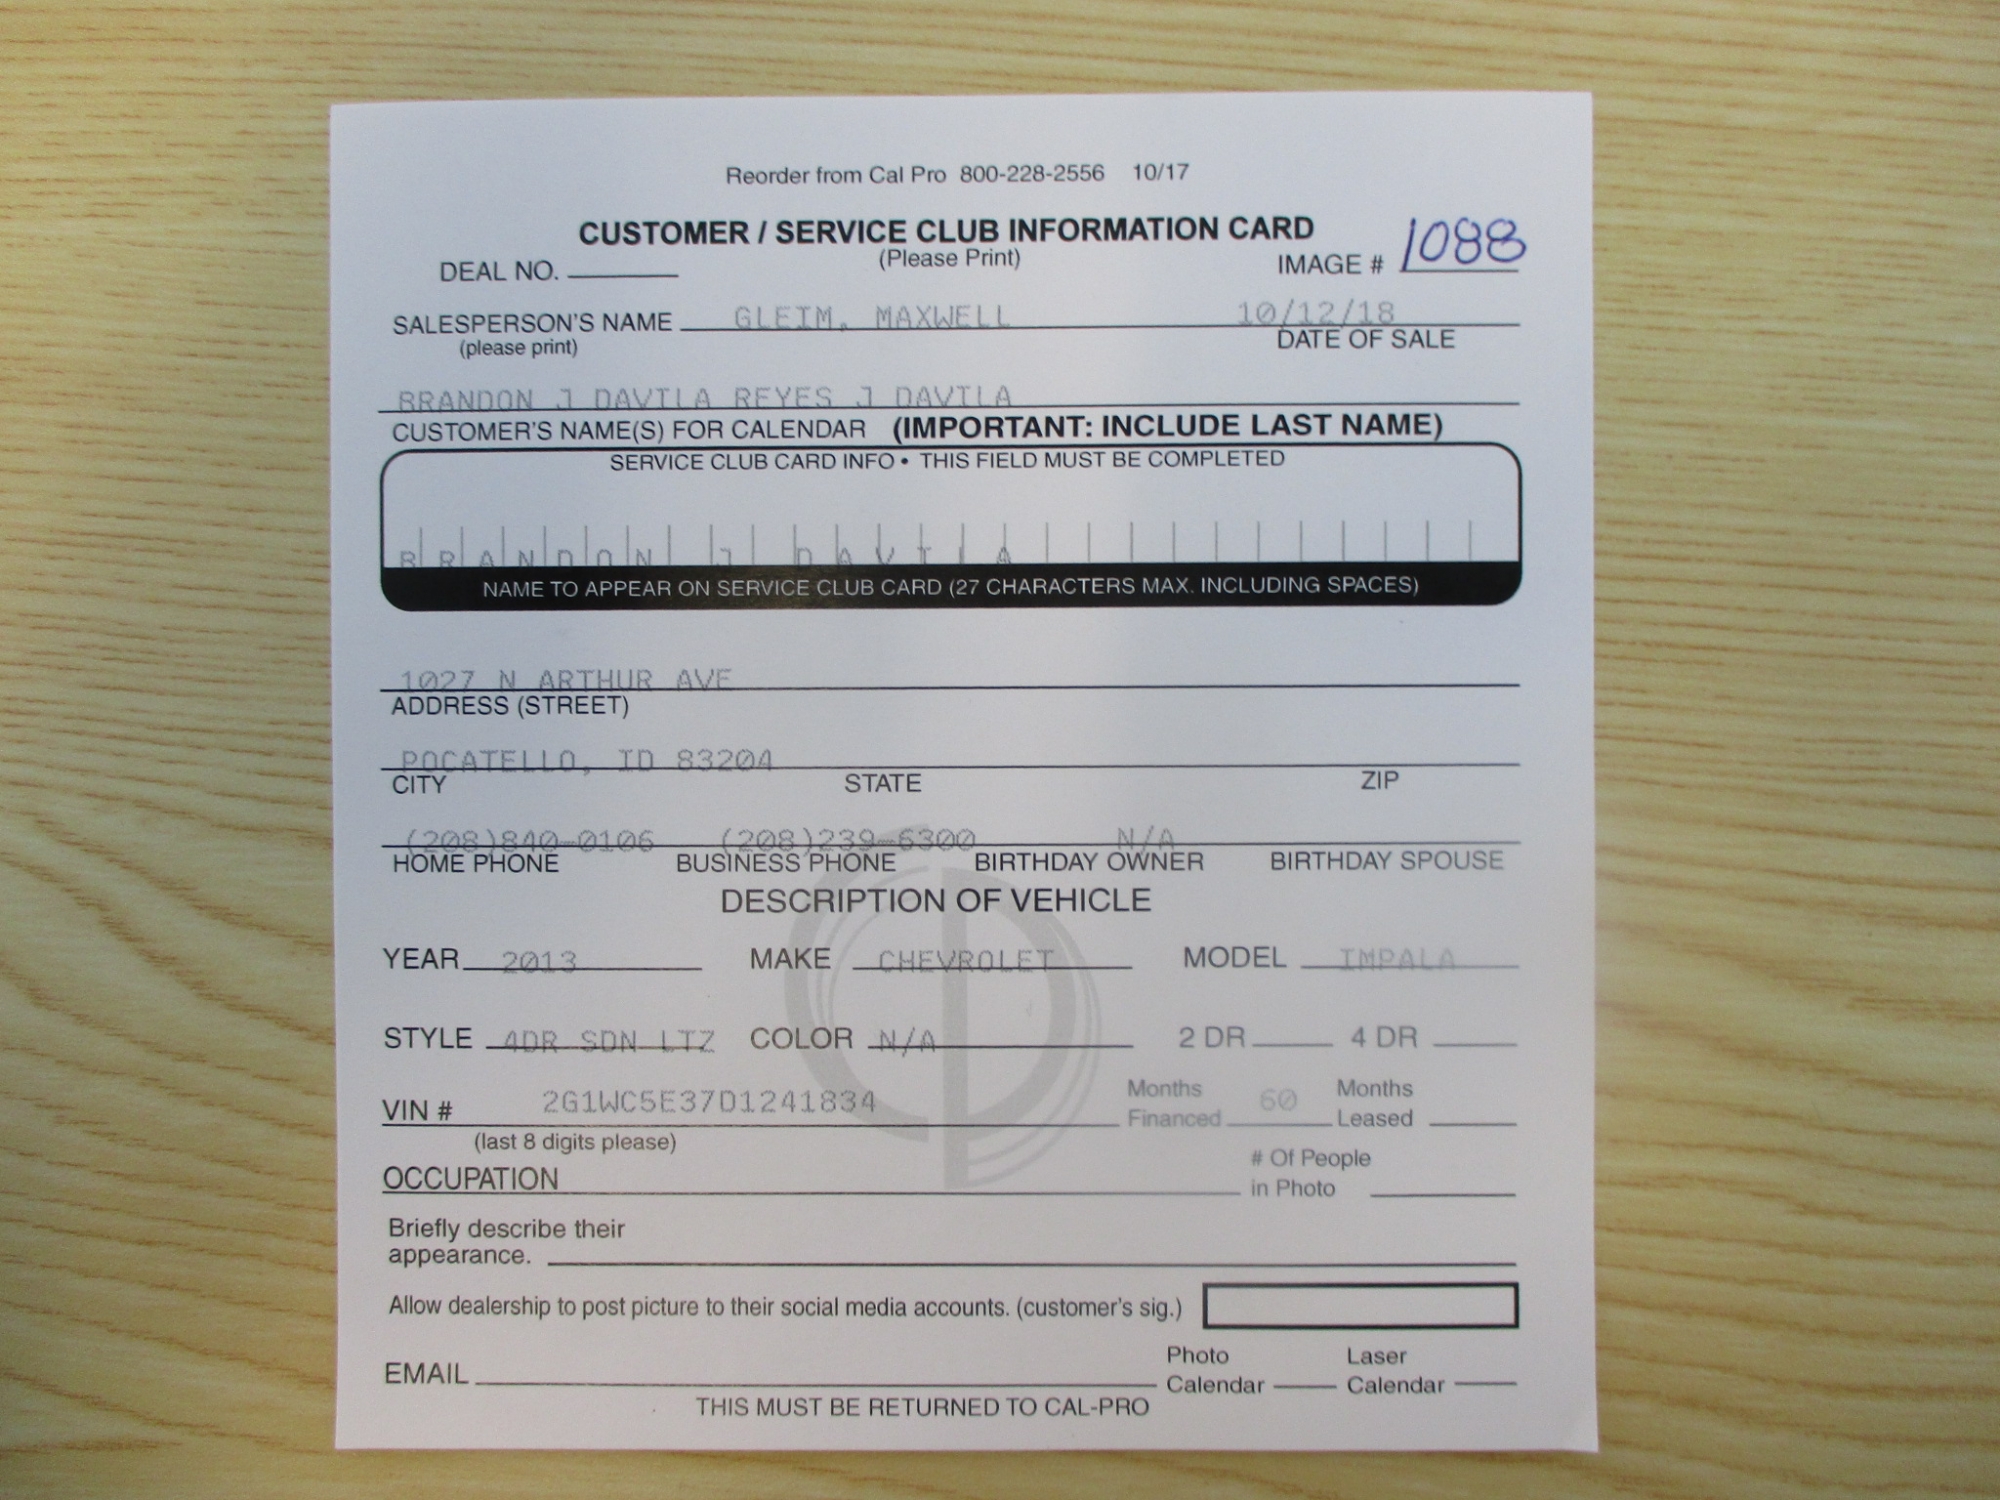 Reorder from Cal Pro 800-228-2556 10/17
CUSTOMER / SERVICE CLUB INFORMATION CARD
(Please Print)
DEAL NO. IMAGE # 1088
SALESPERSON'S NAME GLEIM, MAXWELL 10/12/18
(please print) DATE OF SALE
BRANDON J DAVILA REYES J DAVILA
CUSTOMER'S NAME(S) FOR CALENDAR (IMPORTANT: INCLUDE LAST NAME)
SERVICE CLUB CARD INFO • THIS FIELD MUST BE COMPLETED
BRANDON J DAVILA
NAME TO APPEAR ON SERVICE CLUB CARD (27 CHARACTERS MAX. INCLUDING SPACES)
1027 N ARTHUR AVE
ADDRESS (STREET)
POCATELLO, ID 83204
CITY STATE ZIP
(208)840-0106 (208)239-6300 N/A
HOME PHONE BUSINESS PHONE BIRTHDAY OWNER BIRTHDAY SPOUSE
DESCRIPTION OF VEHICLE
YEAR 2013 MAKE CHEVROLET MODEL IMPALA
STYLE 4DR SDN LTZ COLOR N/A 2 DR 4 DR
VIN # 2G1WC5E37D1241834 Months Financed 60 Months Leased
(last 8 digits please)
OCCUPATION # Of People in Photo
Briefly describe their
appearance.
Allow dealership to post picture to their social media accounts. (customer's sig.)
EMAIL Photo Calendar Laser Calendar
THIS MUST BE RETURNED TO CAL-PRO